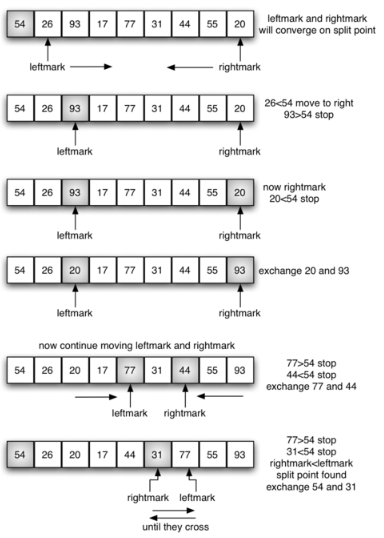 54 26 93 17 77 31 44 55 20
leftmark and rightmark
will converge on split point
leftmark
rightmark
54 26 93 17 77 31 44 55 20
26<54 move to right
93>54 stop
leftmark
rightmark
54 26 93 17 77 31 44 55 20
now rightmark
20<54 stop
leftmark
rightmark
54 26 20 17 77 31 44 55 93
exchange 20 and 93
leftmark
rightmark
now continue moving leftmark and rightmark
54 26 20 17 77 31 44 55 93
77>54 stop
44<54 stop
exchange 77 and 44
leftmark
rightmark
54 26 20 17 44 31 77 55 93
77>54 stop
31<54 stop
rightmark<leftmark
split point found
exchange 54 and 31
rightmark
leftmark
until they cross